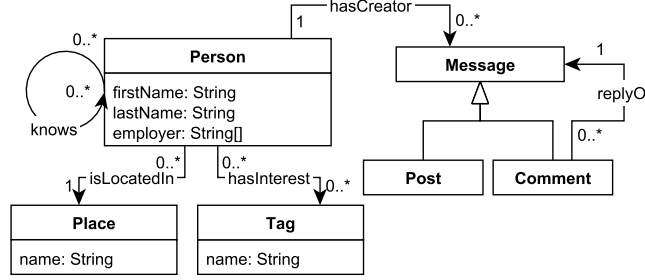 hasCreator
1
0..*
0..*
Person
Message
1
firstName: String
lastName: String
employer: String[]
0..*
knows
replyO
0..*
0..*
0..*
isLocatedIn
hasInterest
1
0..*
Post
Comment
Place
Tag
name: String
name: String